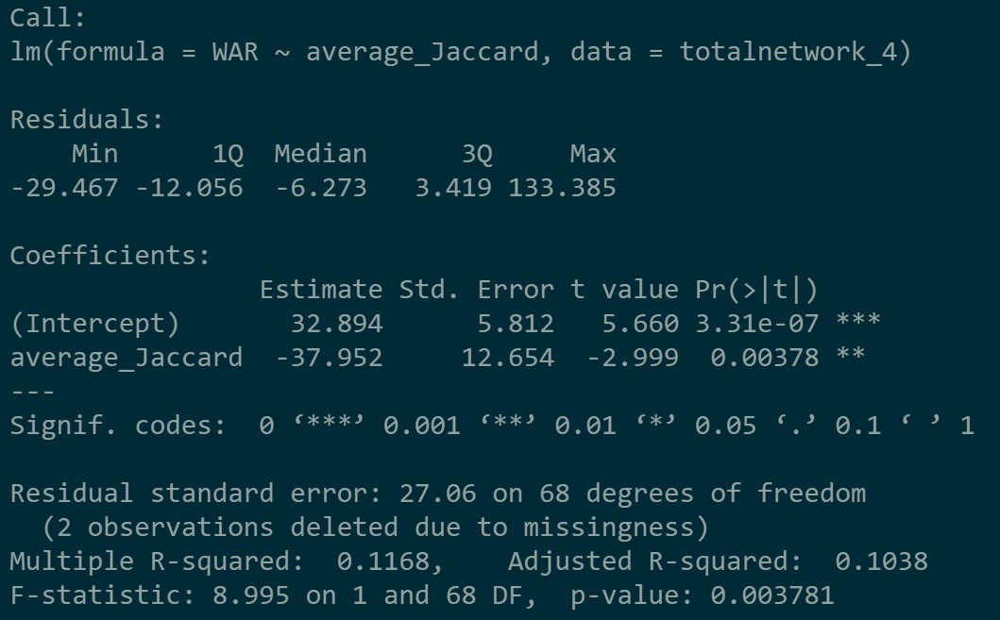 Call:
lm(formula = WAR ~ average_Jaccard, data = totalnetwork_4)
Residuals:
    Min      1Q  Median      3Q     Max
-29.467 -12.056  -6.273   3.419 133.385
Coefficients:
                Estimate Std. Error t value Pr(>|t|)
(Intercept)       32.894      5.812   5.660 3.31e-07 ***
average_Jaccard  -37.952     12.654  -2.999  0.00378 **
---
Signif. codes:  0 ‘***’ 0.001 ‘**’ 0.01 ‘*’ 0.05 ‘.’ 0.1 ‘ ’ 1
Residual standard error: 27.06 on 68 degrees of freedom
  (2 observations deleted due to missingness)
Multiple R-squared:  0.1168,    Adjusted R-squared:  0.1038
F-statistic: 8.995 on 1 and 68 DF,  p-value: 0.003781